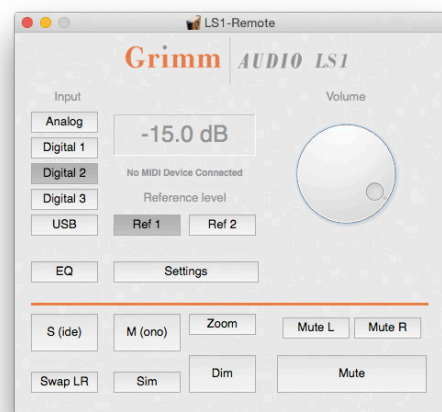 LS1-Remote
Grimm AUDIO LS1
Input
Volume
Analog
-15.0 dB
Digital 1
Digital 2
No MIDI Device Connected
Digital 3
Reference level
USB
Ref 1
Ref 2
EQ
Settings
S (ide)
M (ono)
Zoom
Mute L
Mute R
Swap LR
Sim
Dim
Mute